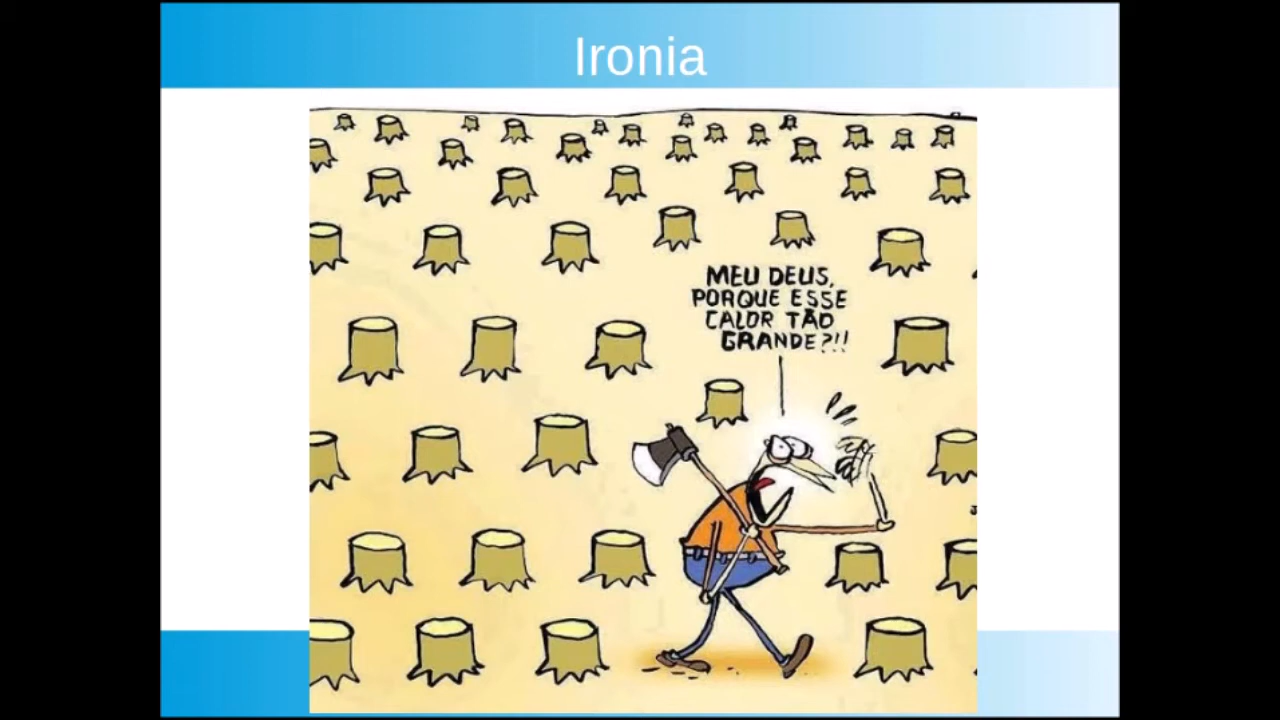 Ironia
MEU DEUS,
PORQUE ESSE
CALOR TÃO
GRANDE?!!